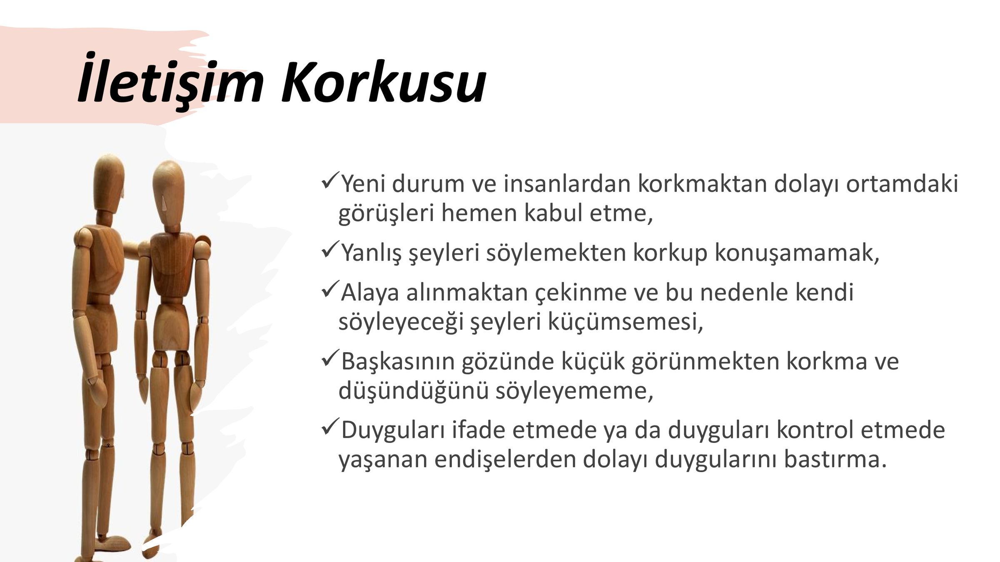 İletişim Korkusu
✓Yeni durum ve insanlardan korkmaktan dolayı ortamdaki
görüşleri hemen kabul etme,
✓Yanlış şeyleri söylemekten korkup konuşamamak,
✓Alaya alınmaktan çekinme ve bu nedenle kendi
söyleyeceği şeyleri küçümsemesi,
✓Başkasının gözünde küçük görünmekten korkma ve
düşündüğünü söyleyememe,
✓Duyguları ifade etmede ya da duyguları kontrol etmede
yaşanan endişelerden dolayı duygularını bastırma.